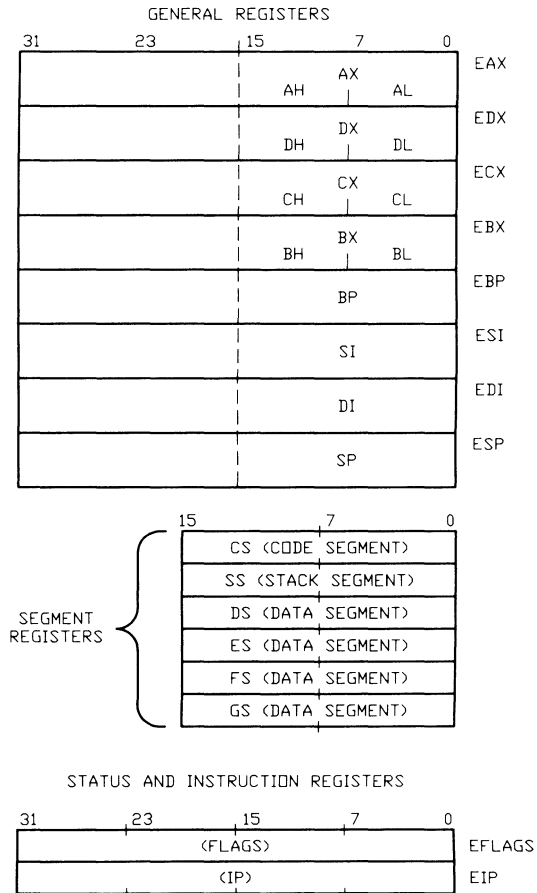 GENERAL REGISTERS
31 23 15 7 0
AX EAX
AH AL
DX EDX
DH DL
CX ECX
CH CL
BX EBX
BH BL
BP EBP
SI ESI
DI EDI
SP ESP
15 7 0
CS (CODE SEGMENT)
SS (STACK SEGMENT)
SEGMENT REGISTERS
DS (DATA SEGMENT)
ES (DATA SEGMENT)
FS (DATA SEGMENT)
GS (DATA SEGMENT)
STATUS AND INSTRUCTION REGISTERS
31 23 15 7 0
(FLAGS) EFLAGS
(IP) EIP